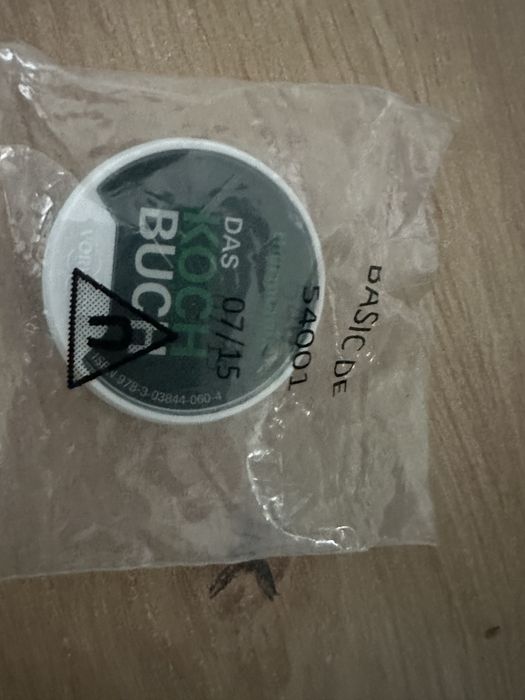 DAS
KOCH
BUCH
ISBN 978-3-03844-060-4
BASIC DE
54001
07/15